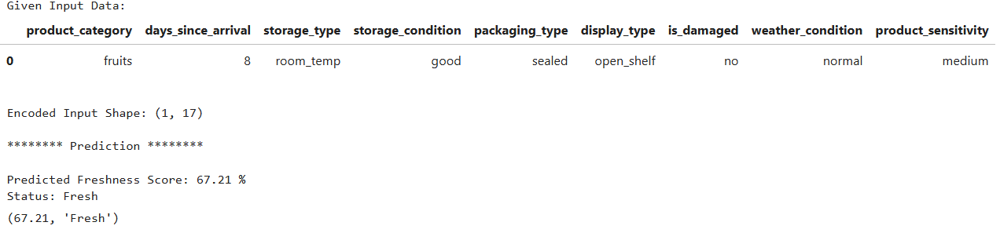 Given Input Data:
product_category days_since_arrival storage_type storage_condition packaging_type display_type is_damaged weather_condition product_sensitivity
0 fruits 8 room_temp good sealed open_shelf no normal medium
Encoded Input Shape: (1, 17)
******** Prediction ********
Predicted Freshness Score: 67.21 %
Status: Fresh
(67.21, 'Fresh')